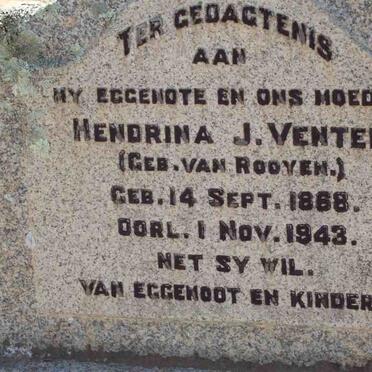 TER GEDAGTENIS
AAN
MY EGGENOTE EN ONS MOED
HENDRINA J. VENTE
(GEB. VAN ROOYEN.)
GEB. 14 SEPT. 1868.
OORL. 1 NOV. 1943.
NET SY WIL.
VAN EGGENOOT EN KINDER